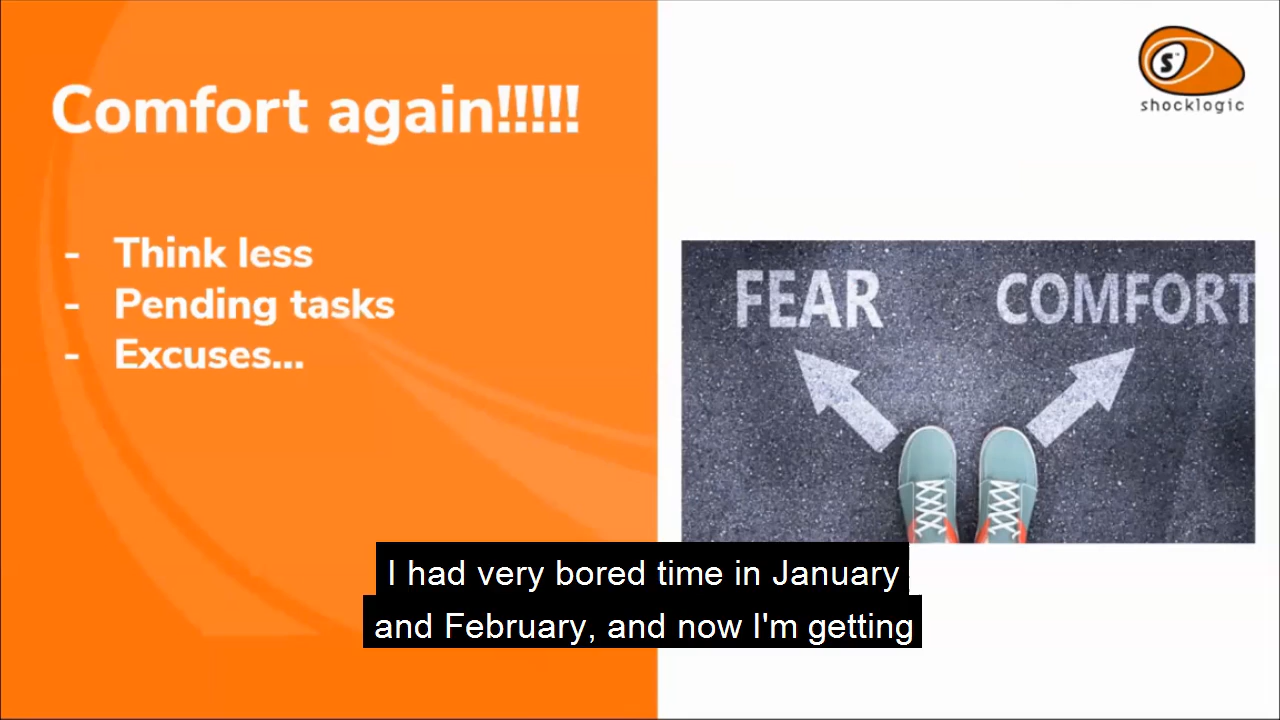 Comfort again!!!!!
- Think less
- Pending tasks
- Excuses...
S
shocklogic
FEAR COMFORT
I had very bored time in January
and February, and now I'm getting